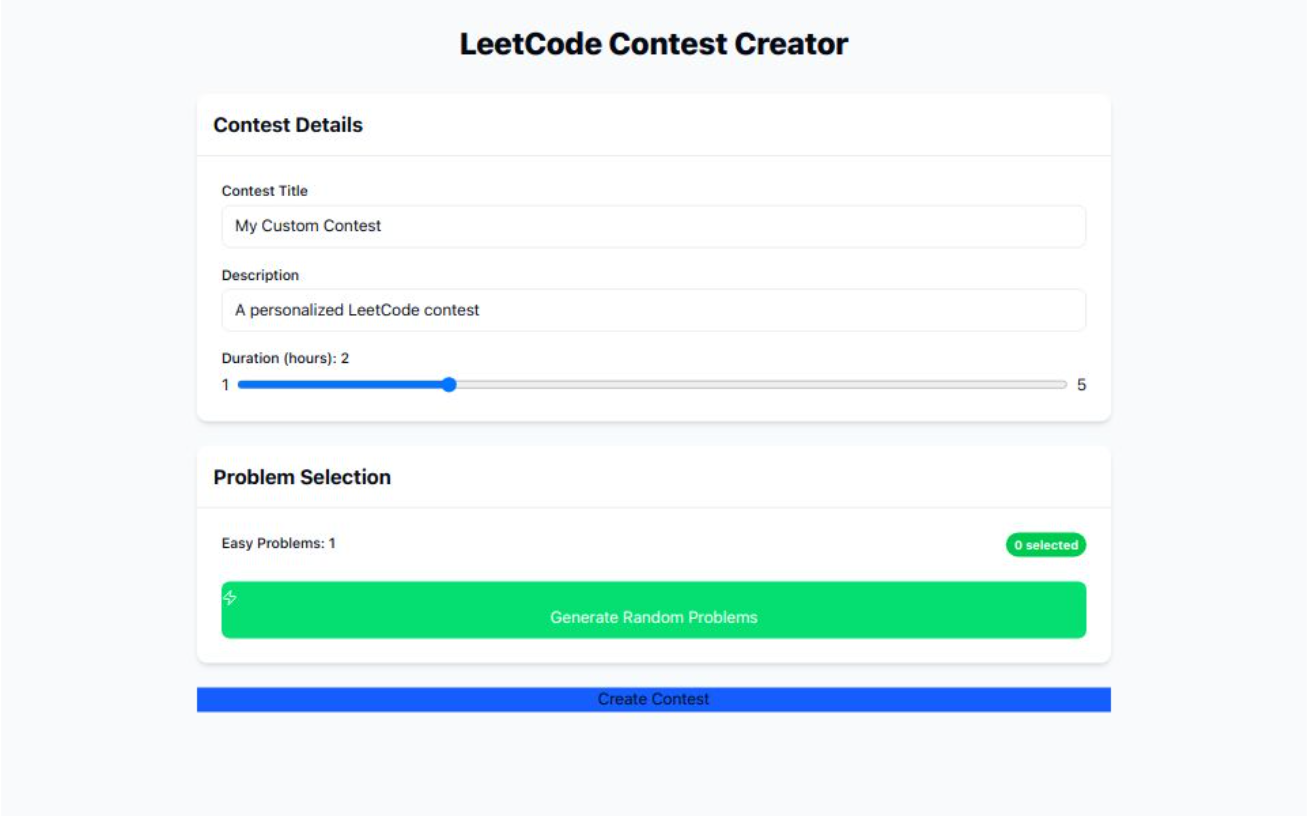 LeetCode Contest Creator
Contest Details
Contest Title
My Custom Contest
Description
A personalized LeetCode contest
Duration (hours): 2
1 5
Problem Selection
Easy Problems: 1 0 selected
Generate Random Problems
Create Contest